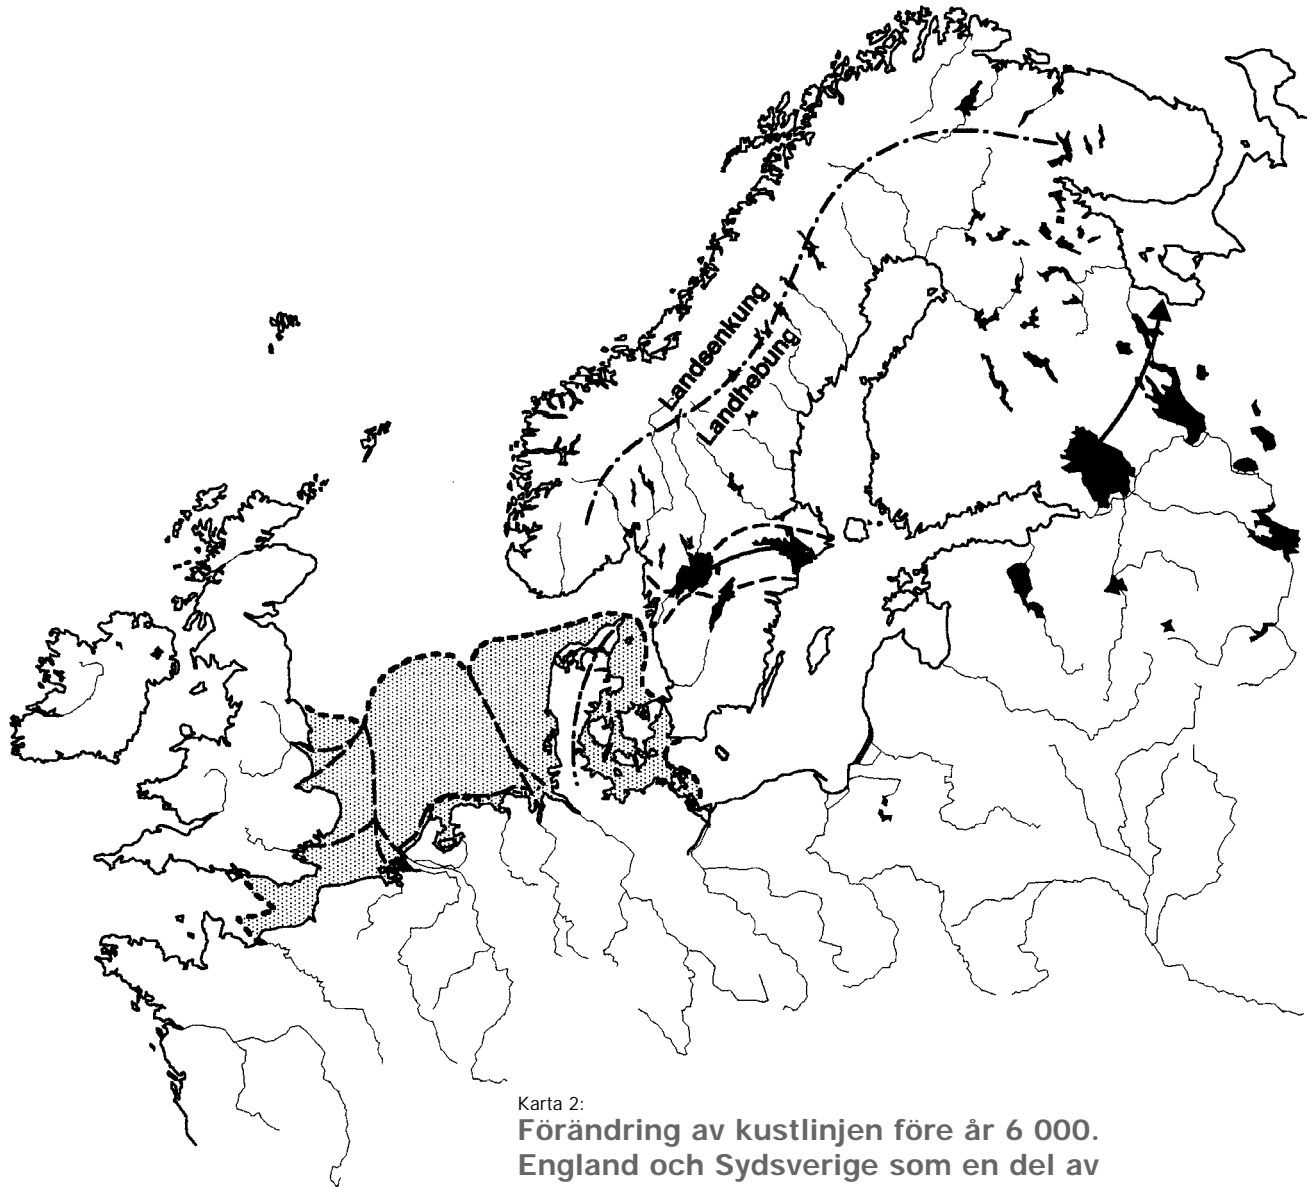 Landsenkung
Landhebung
Karta 2:
Förändring av kustlinjen före år 6 000.
England och Sydsverige som en del av